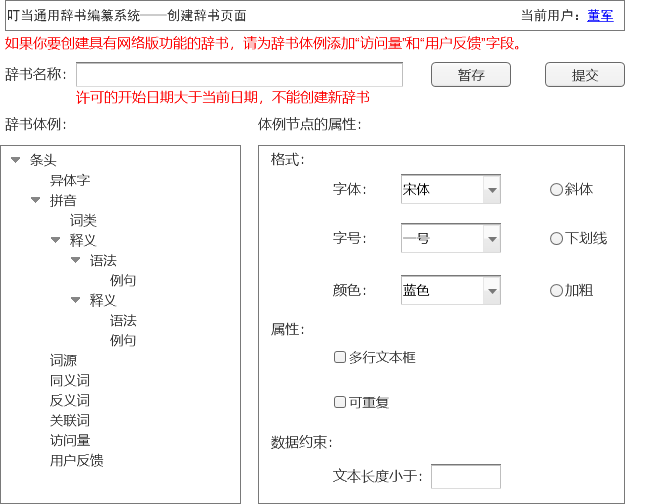 叮当通用辞书编纂系统——创建辞书页面 当前用户：董军
如果你要创建具有网络版功能的辞书，请为辞书体例添加“访问量”和“用户反馈”字段。
辞书名称： 暂存 提交
许可的开始日期大于当前日期，不能创建新辞书
辞书体例： 体例节点的属性：
条头
异体字
拼音
词类
释义
语法
例句
释义
语法
例句
词源
同义词
反义词
关联词
访问量
用户反馈
格式：
字体： 宋体 斜体
字号： 一号 下划线
颜色： 蓝色 加粗
属性：
多行文本框
可重复
数据约束：
文本长度小于：